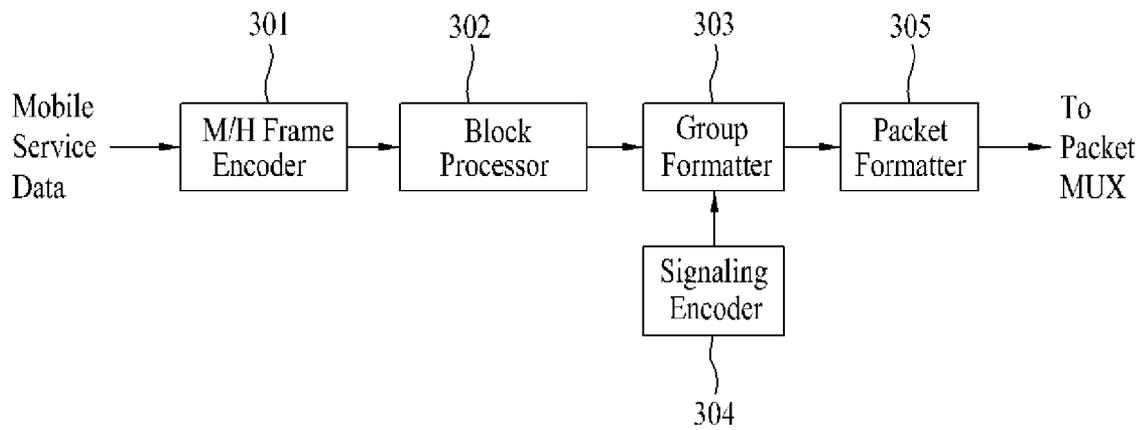 301
302
303
305
Mobile
Service
Data
M/H Frame
Encoder
Block
Processor
Group
Formatter
Packet
Formatter
To
Packet
MUX
Signaling
Encoder
304